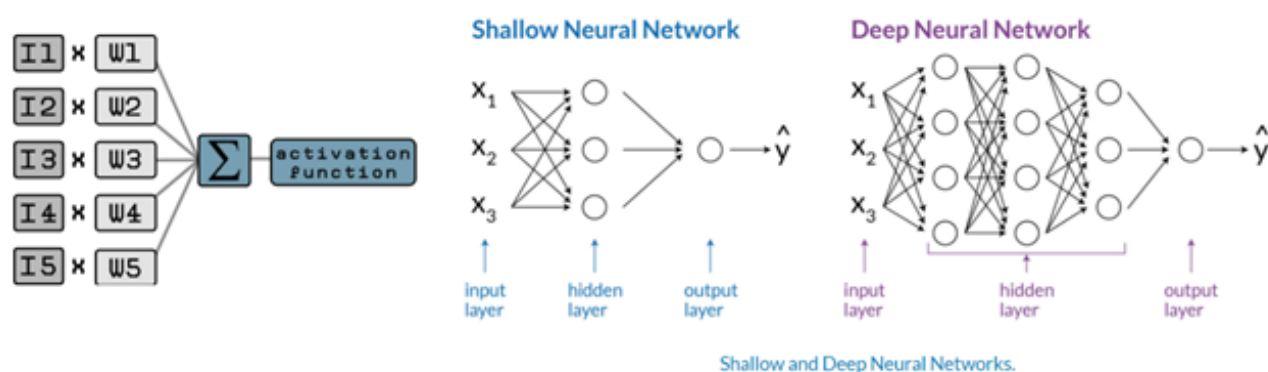 I1 x W1
I2 x W2
I3 x W3
I4 x W4
I5 x W5
Σ
activation
function
Shallow Neural Network
x1
x2
x3
ŷ
input
layer
hidden
layer
output
layer
Deep Neural Network
x1
x2
x3
ŷ
input
layer
hidden
layer
output
layer
Shallow and Deep Neural Networks.